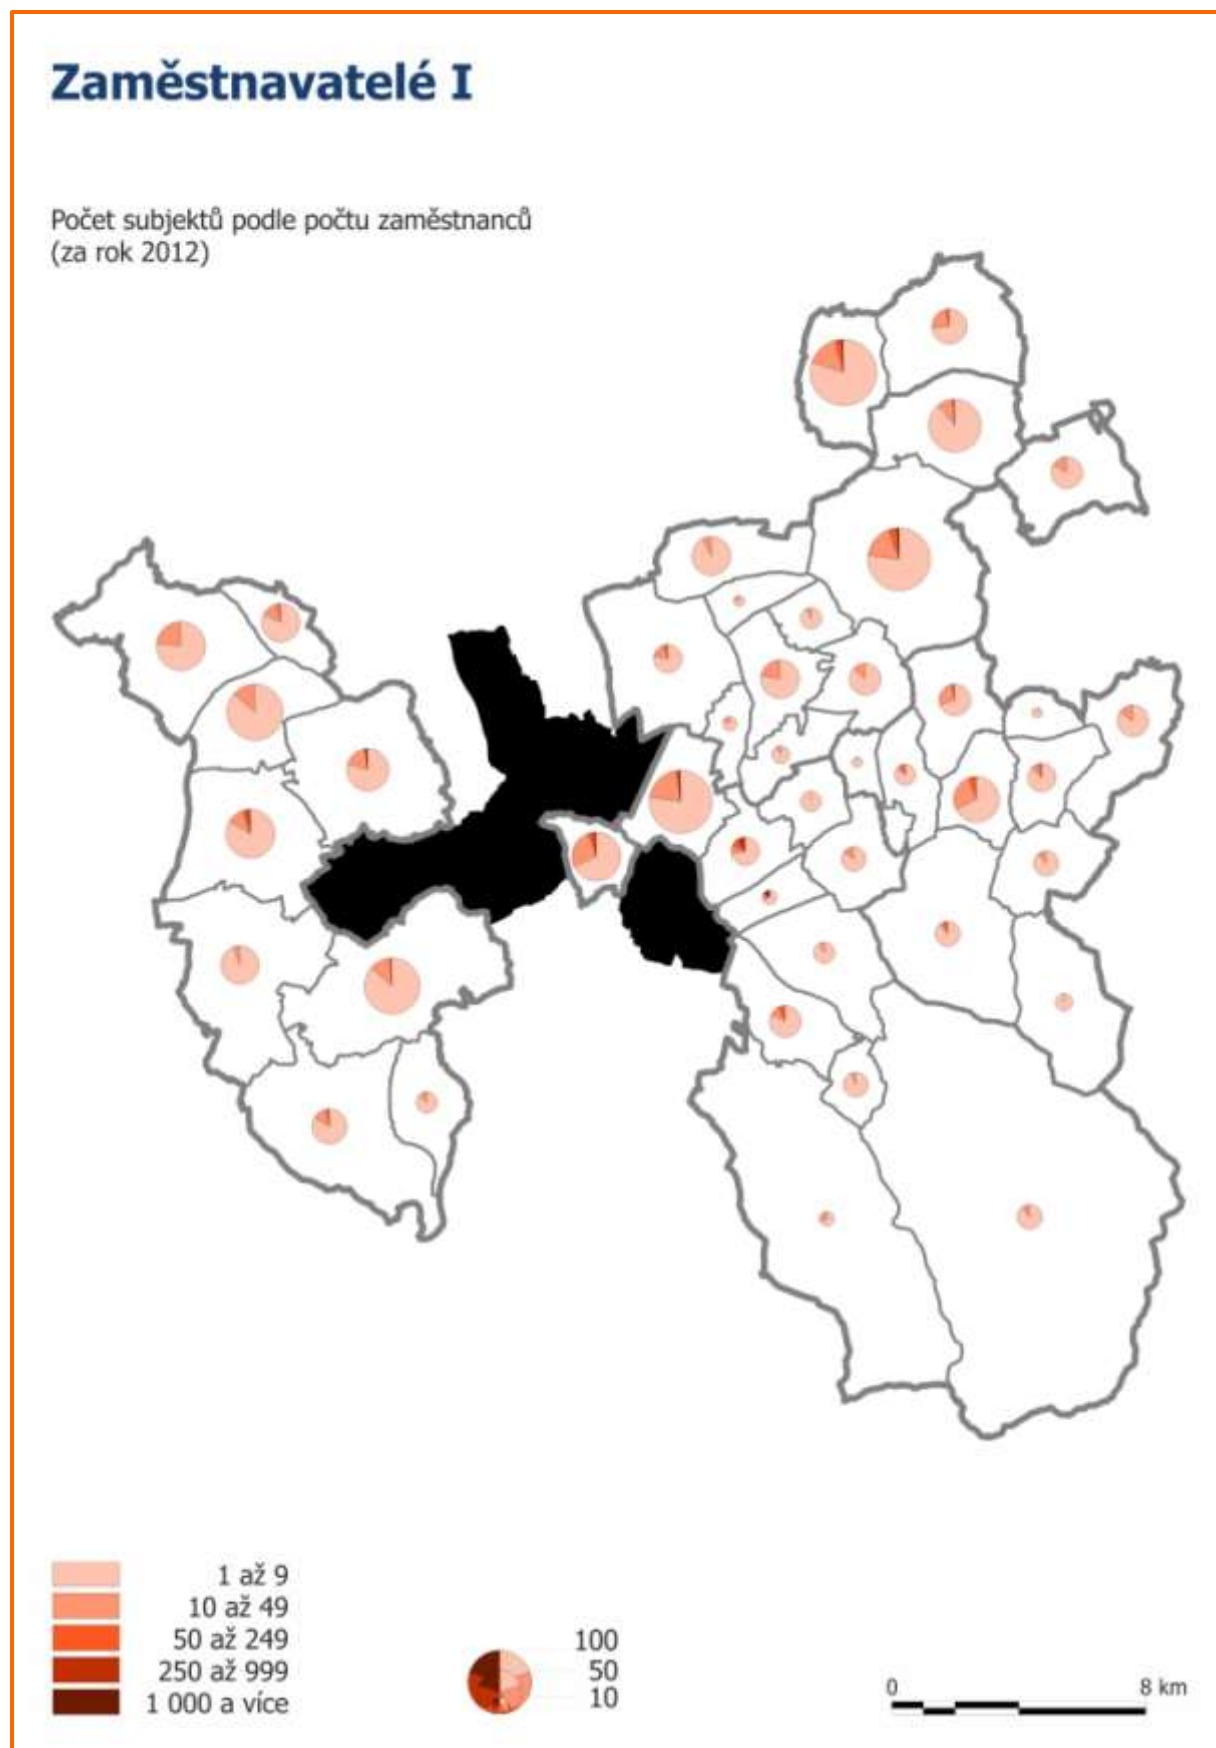 Zaměstnavatelé I
Počet subjektů podle počtu zaměstnanců
(za rok 2012)
1 až 9
10 až 49
50 až 249
250 až 999
1 000 a více
100
50
10
0 8 km